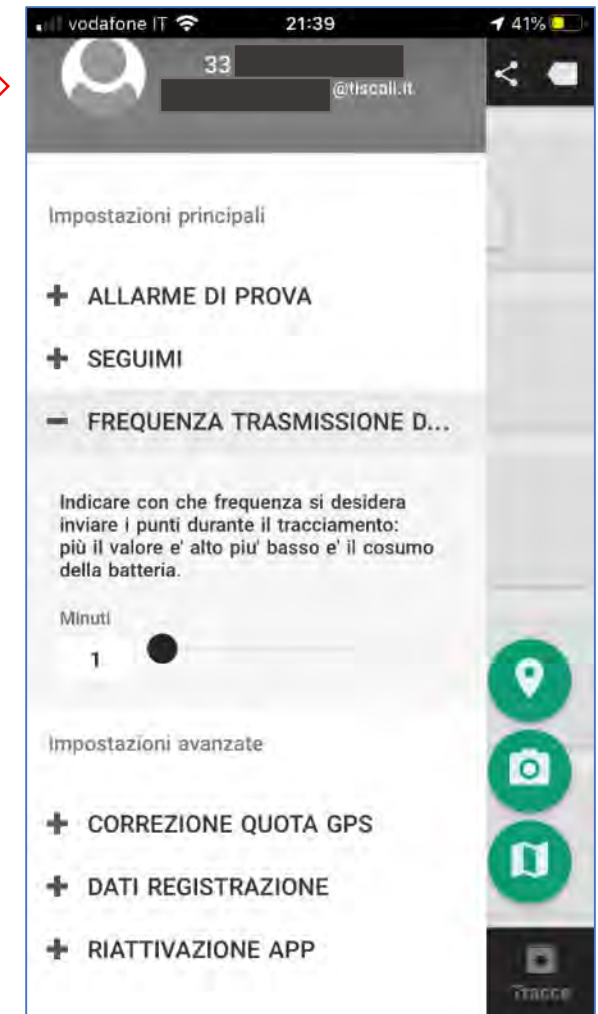 vodafone IT 21:39 41%
33
@tiscali.it
Impostazioni principali
+ ALLARME DI PROVA
+ SEGUIMI
− FREQUENZA TRASMISSIONE D...
Indicare con che frequenza si desidera
inviare i punti durante il tracciamento:
più il valore e' alto piu' basso e' il cosumo
della batteria.
Minuti
1
Impostazioni avanzate
+ CORREZIONE QUOTA GPS
+ DATI REGISTRAZIONE
+ RIATTIVAZIONE APP
Tracce